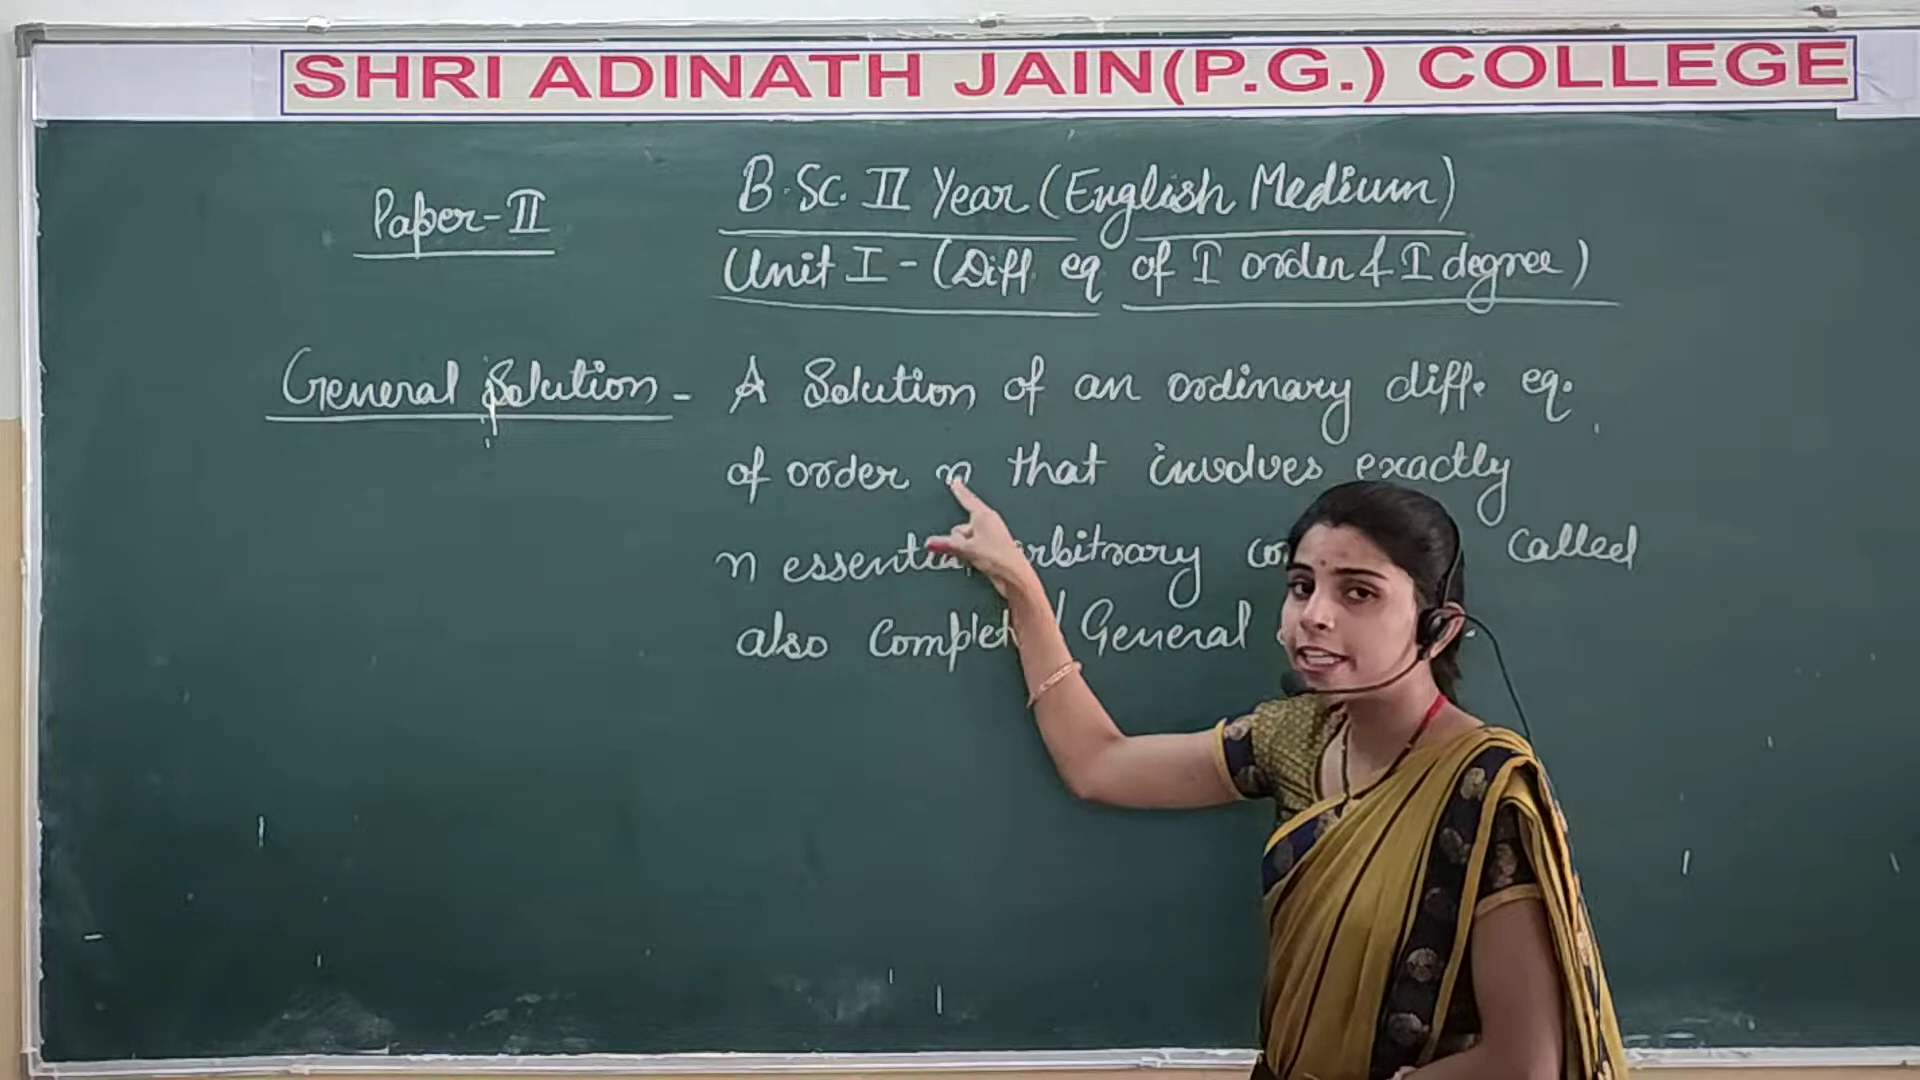 SHRI ADINATH JAIN(P.G.) COLLEGE
Paper-II
B.Sc. II Year (English Medium)
Unit I - (Diff eq of I order & I degree)
General Solution - A Solution of an ordinary diff. eq.
of order n that involves exactly
n arbitrary called
also General